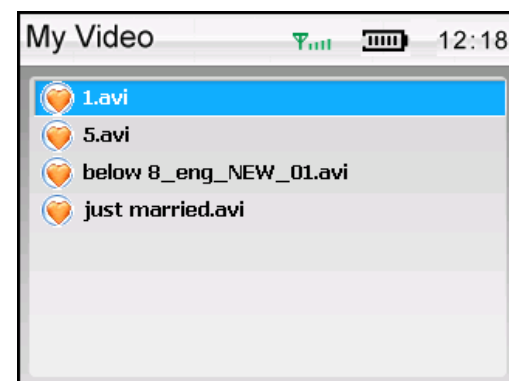 My Video 12:18
1.avi
5.avi
below 8_eng_NEW_01.avi
just married.avi